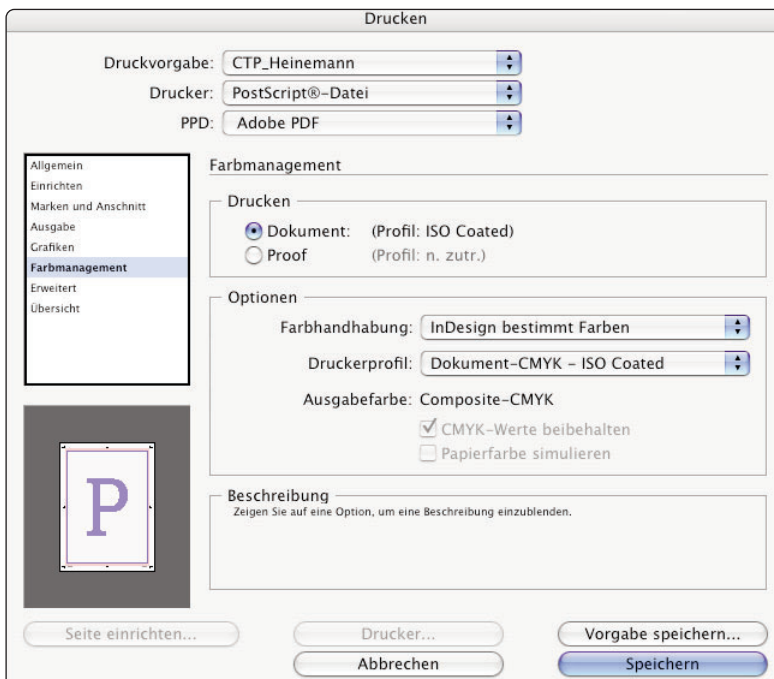 Drucken
Druckvorgabe: CTP_Heinemann
Drucker: PostScript®-Datei
PPD: Adobe PDF
Allgemein
Einrichten
Marken und Anschnitt
Ausgabe
Grafiken
Farbmanagement
Erweitert
Übersicht
Farbmanagement
Drucken
Dokument: (Profil: ISO Coated)
Proof (Profil: n. zutr.)
Optionen
Farbhandhabung: InDesign bestimmt Farben
Druckerprofil: Dokument-CMYK – ISO Coated
Ausgabefarbe: Composite-CMYK
CMYK-Werte beibehalten
Papierfarbe simulieren
P
Beschreibung
Zeigen Sie auf eine Option, um eine Beschreibung einzublenden.
Seite einrichten... Drucker... Vorgabe speichern...
Abbrechen Speichern